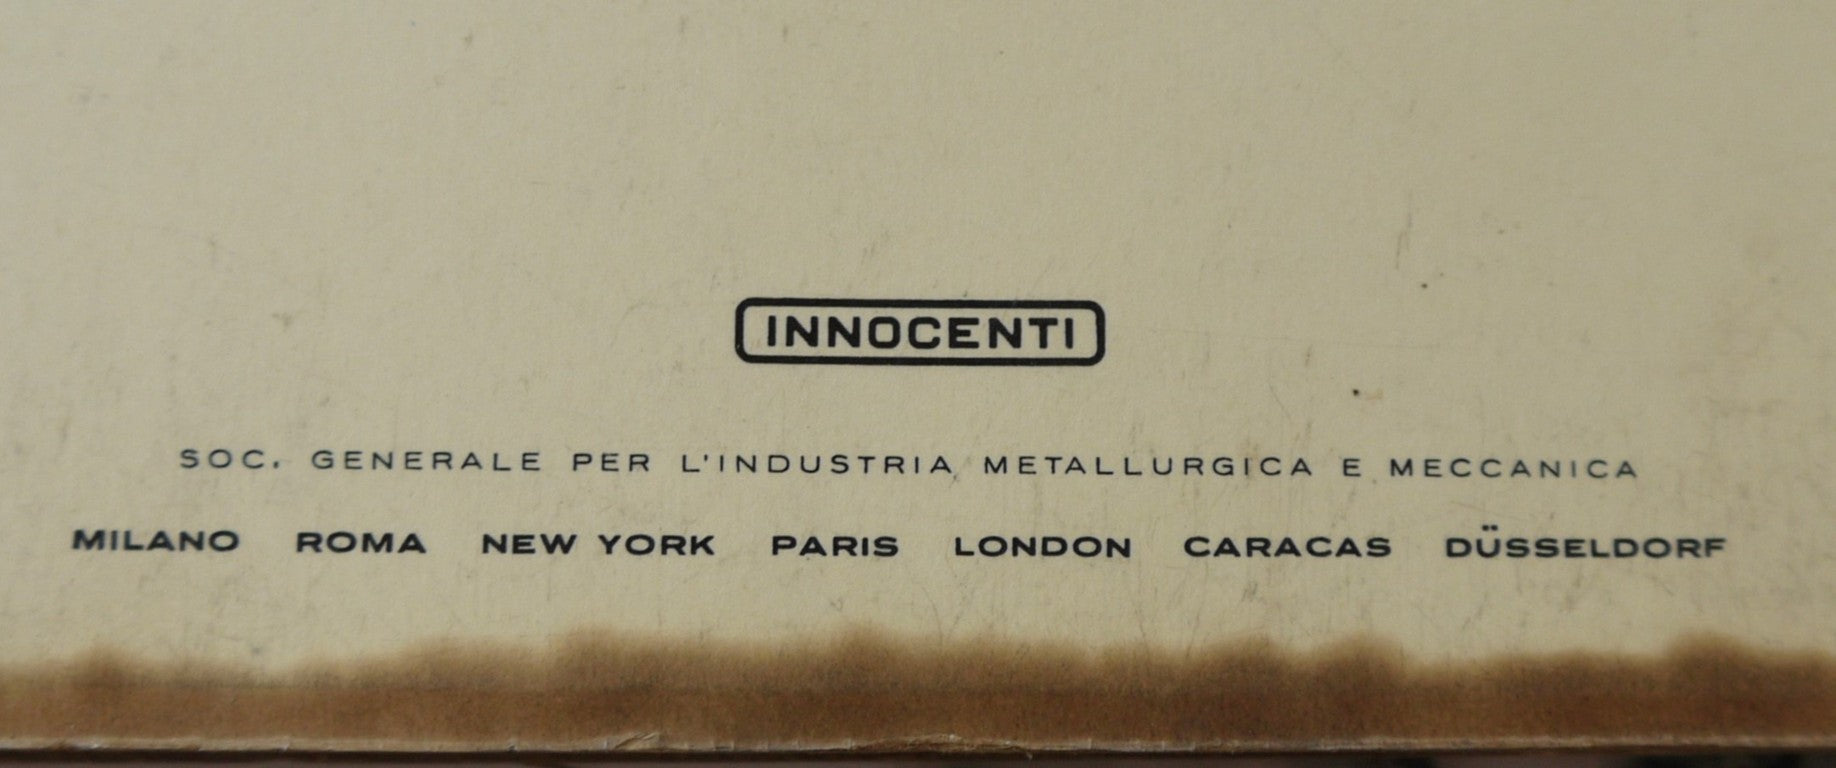 INNOCENTI
SOC. GENERALE PER L'INDUSTRIA METALLURGICA E MECCANICA
MILANO ROMA NEW YORK PARIS LONDON CARACAS DÜSSELDORF